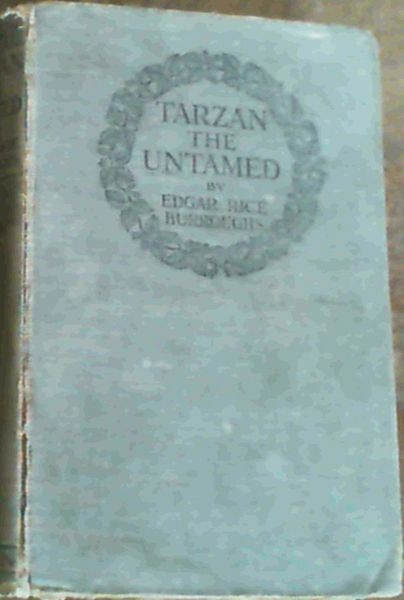 TARZAN
THE
UNTAMED
BY
EDGAR RICE
BURROUGHS